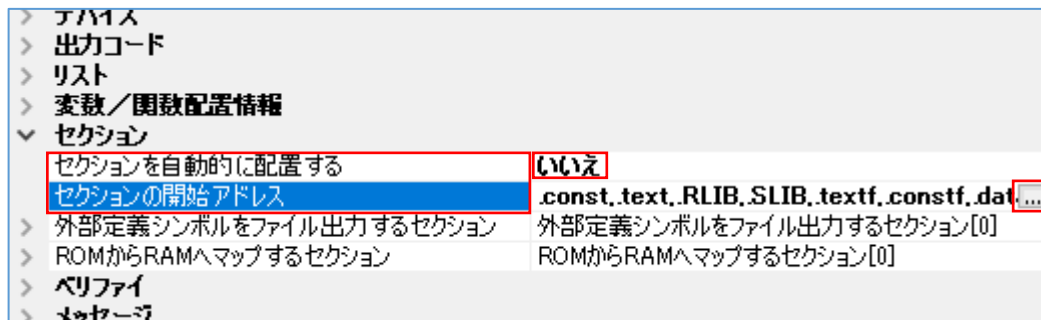 デバイス
出力コード
リスト
変数／関数配置情報
セクション
セクションを自動的に配置する いいえ
セクションの開始アドレス .const,.text,.RLIB,.SLIB,.textf,.constf,.dat...
外部定義シンボルをファイル出力するセクション 外部定義シンボルをファイル出力するセクション[0]
ROMからRAMへマップするセクション ROMからRAMへマップするセクション[0]
ベリファイ
メッセージ